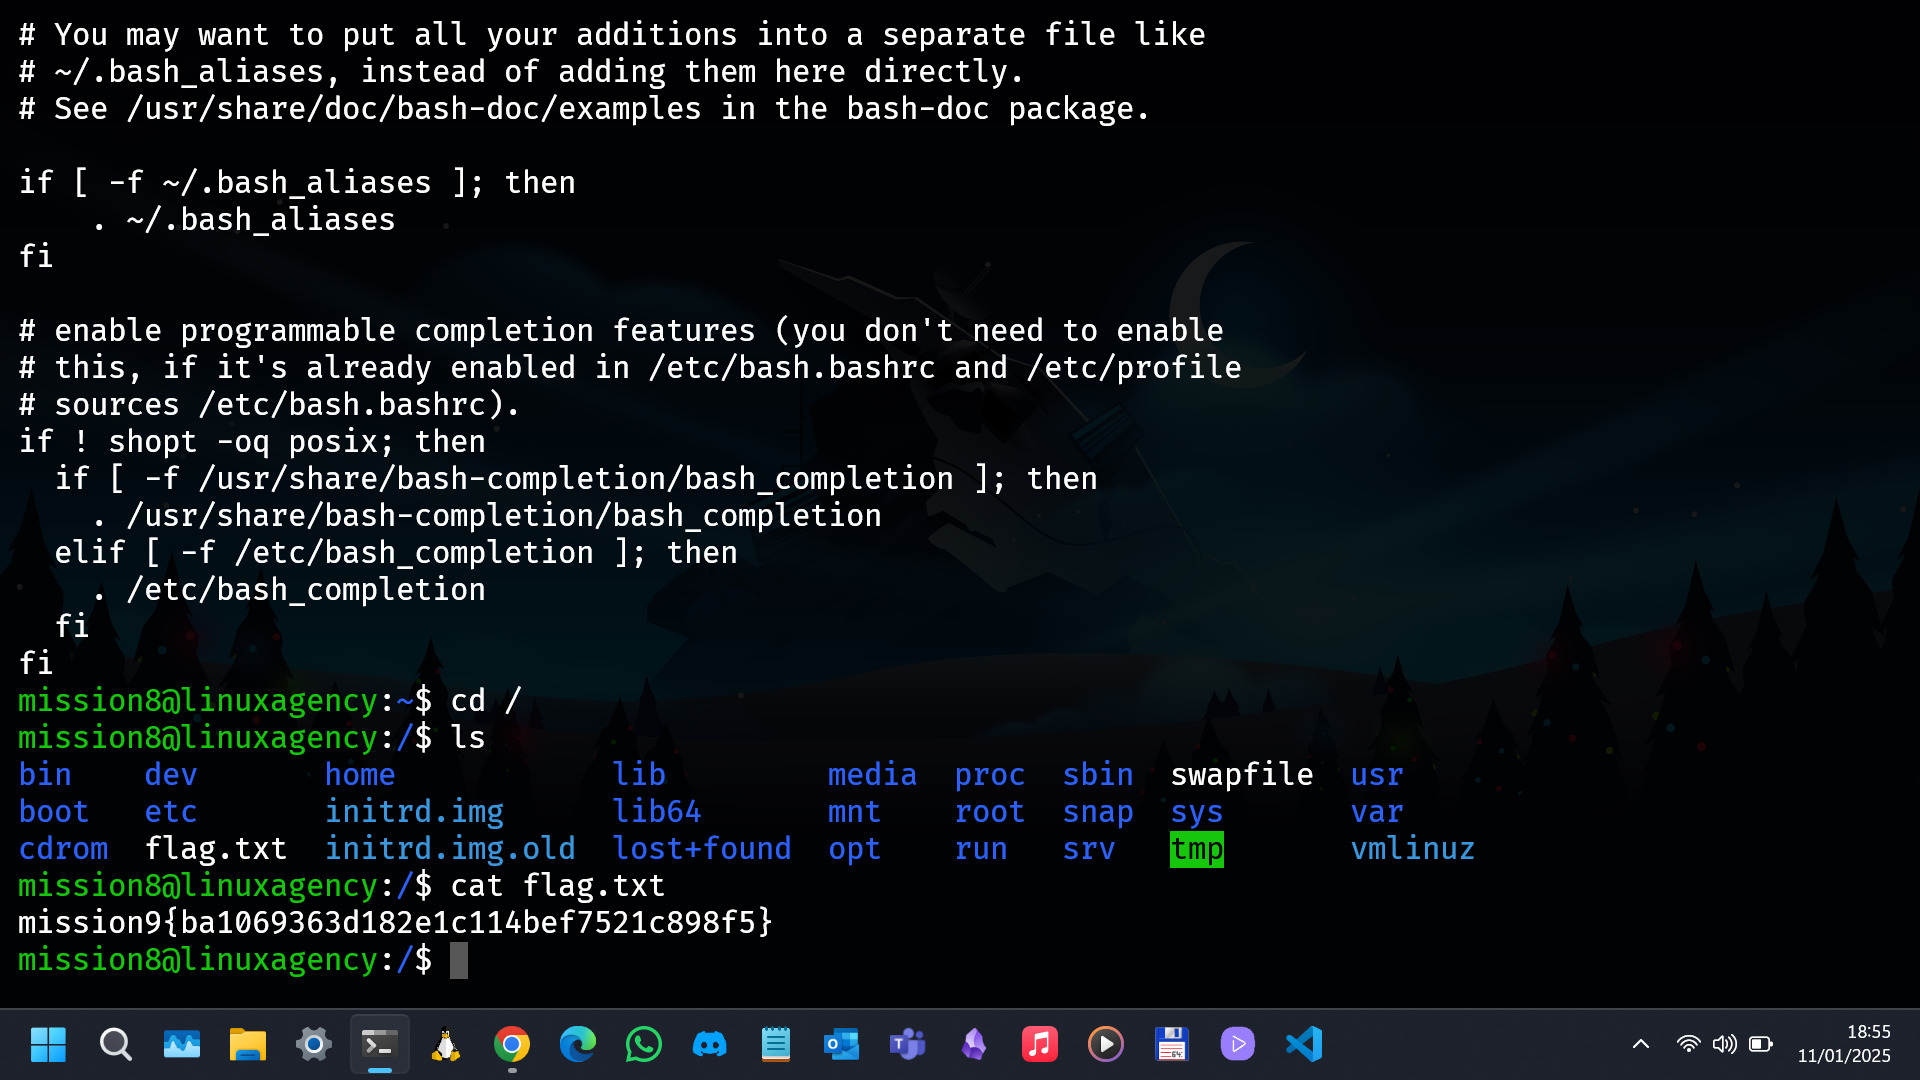 # You may want to put all your additions into a separate file like
# ~/.bash_aliases, instead of adding them here directly.
# See /usr/share/doc/bash-doc/examples in the bash-doc package.
if [ -f ~/.bash_aliases ]; then
    . ~/.bash_aliases
fi
# enable programmable completion features (you don't need to enable
# this, if it's already enabled in /etc/bash.bashrc and /etc/profile
# sources /etc/bash.bashrc).
if ! shopt -oq posix; then
  if [ -f /usr/share/bash-completion/bash_completion ]; then
    . /usr/share/bash-completion/bash_completion
  elif [ -f /etc/bash_completion ]; then
    . /etc/bash_completion
  fi
fi
mission8@linuxagency:~$ cd /
mission8@linuxagency:/$ ls
bin    dev       home            lib         media  proc  sbin  swapfile  usr
boot   etc       initrd.img      lib64       mnt    root  snap  sys       var
cdrom  flag.txt  initrd.img.old  lost+found  opt    run   srv   tmp       vmlinuz
mission8@linuxagency:/$ cat flag.txt
mission9{ba1069363d182e1c114bef7521c898f5}
mission8@linuxagency:/$
18:55
11/01/2025